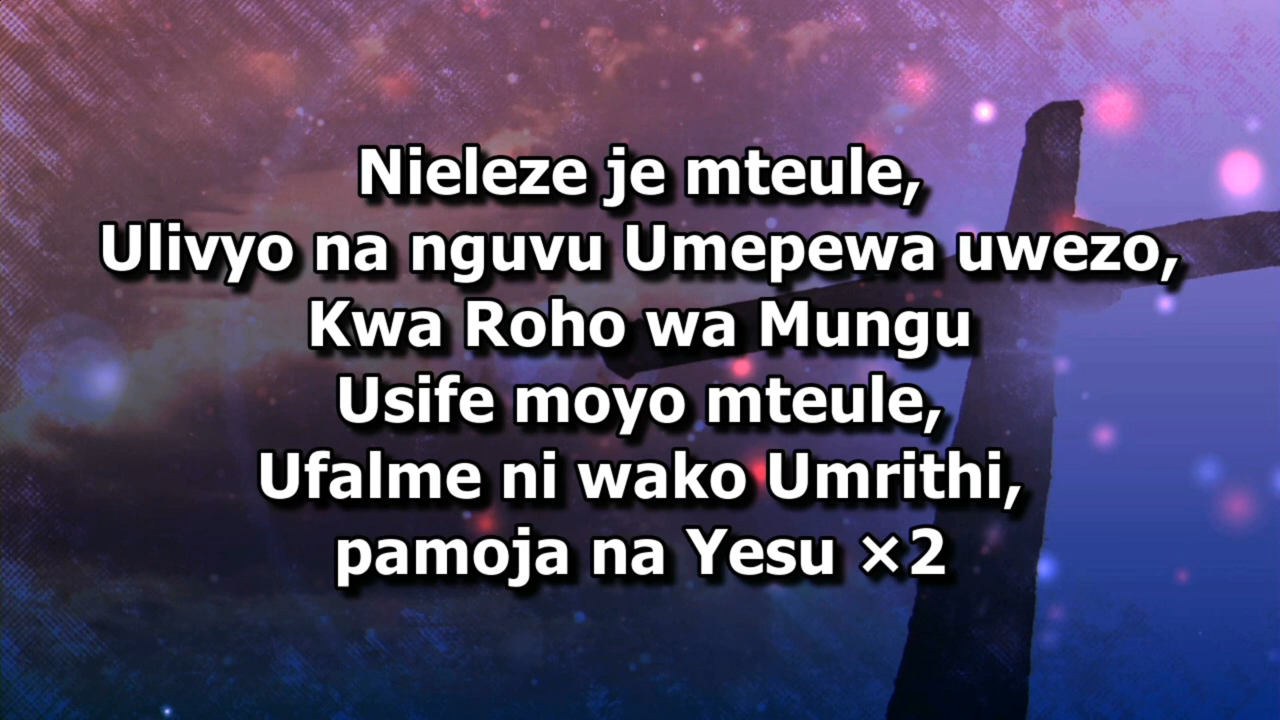 Nieleze je mteule,
Ulivyo na nguvu Umepewa uwezo,
Kwa Roho wa Mungu
Usife moyo mteule,
Ufalme ni wako Umrithi,
pamoja na Yesu ×2